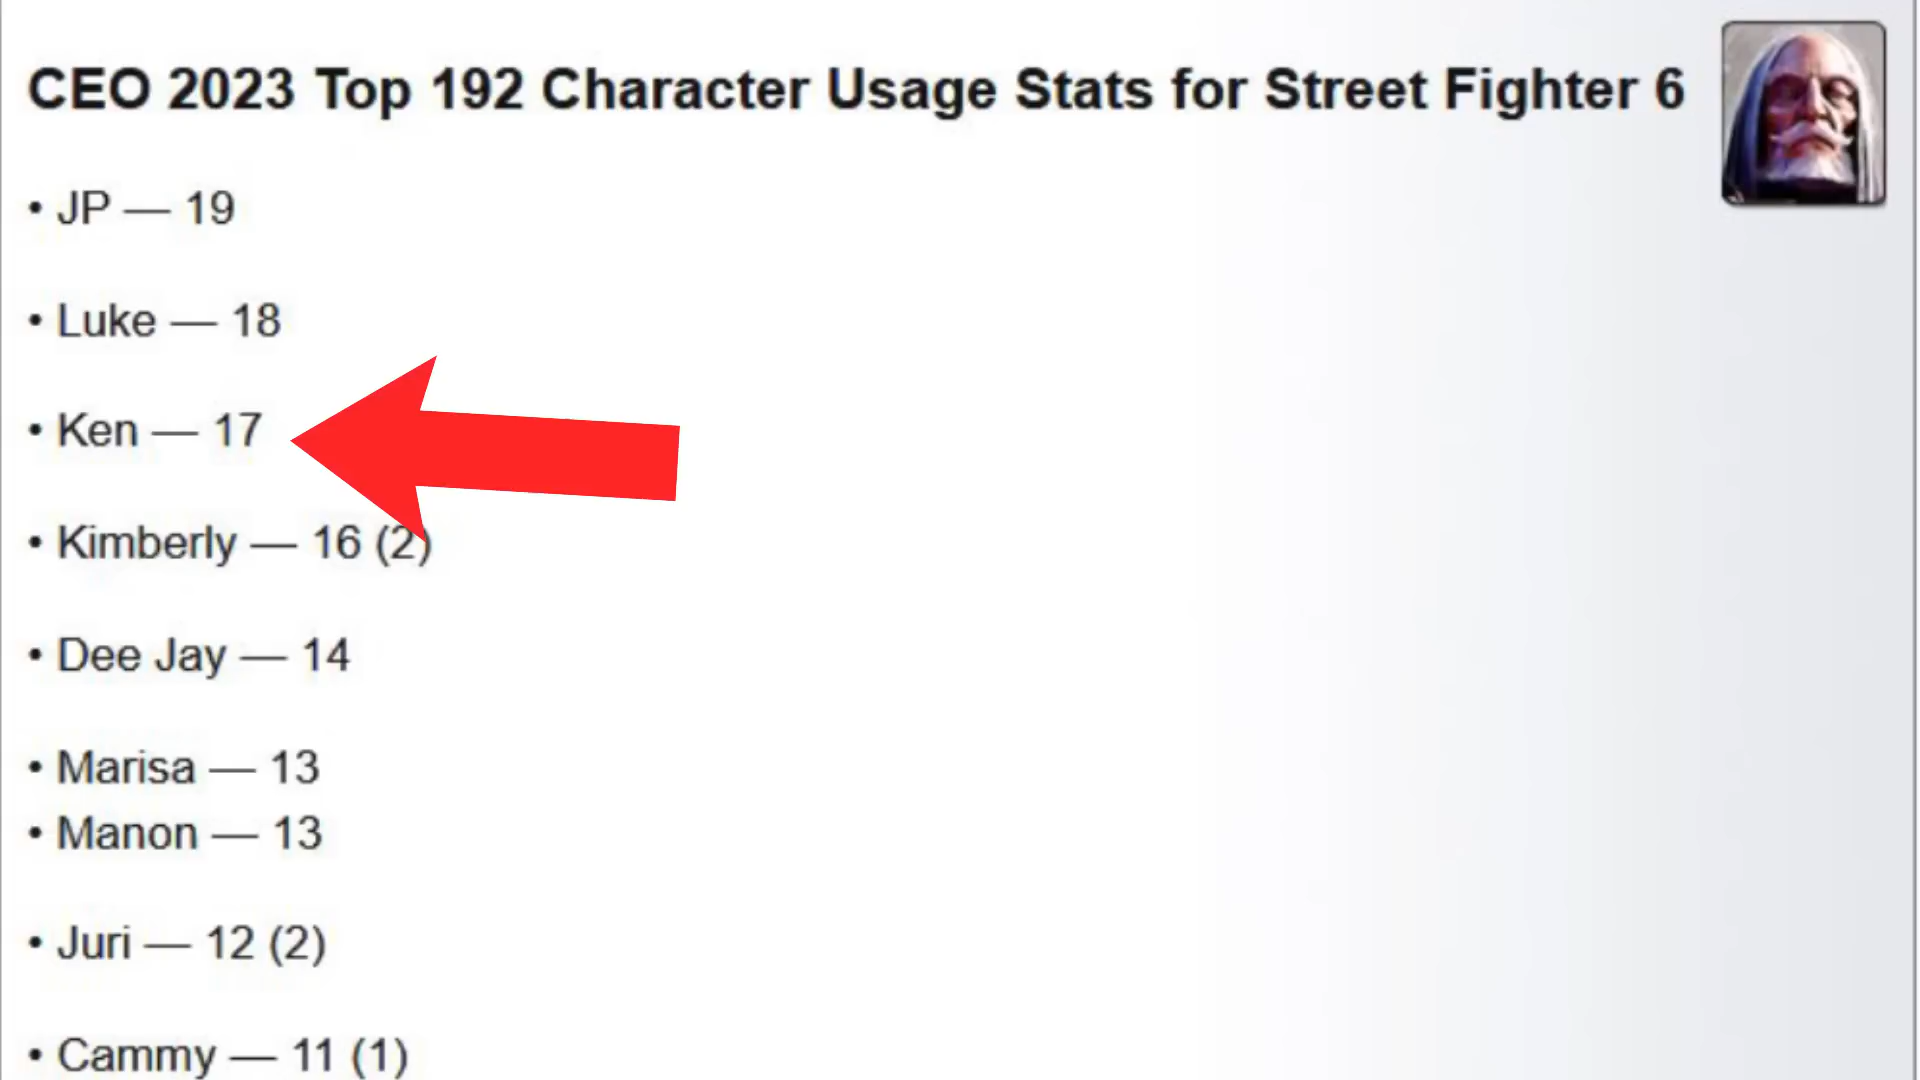 CEO 2023 Top 192 Character Usage Stats for Street Fighter 6
• JP — 19
• Luke — 18
• Ken — 17
• Kimberly — 16 (2)
• Dee Jay — 14
• Marisa — 13
• Manon — 13
• Juri — 12 (2)
• Cammy — 11 (1)